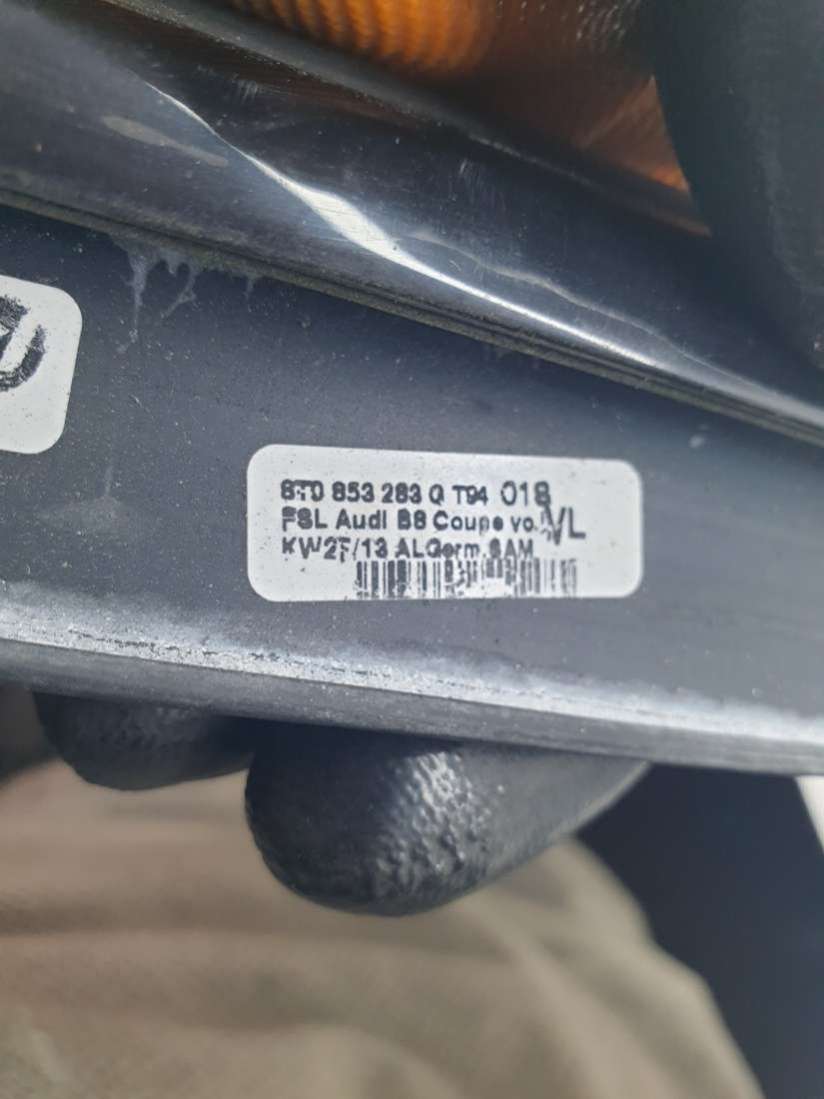 8T0 853 283 Q T94 018
FSL Audi B8 Coupe vo. VL
KW2F/13 ALGerm.SAM